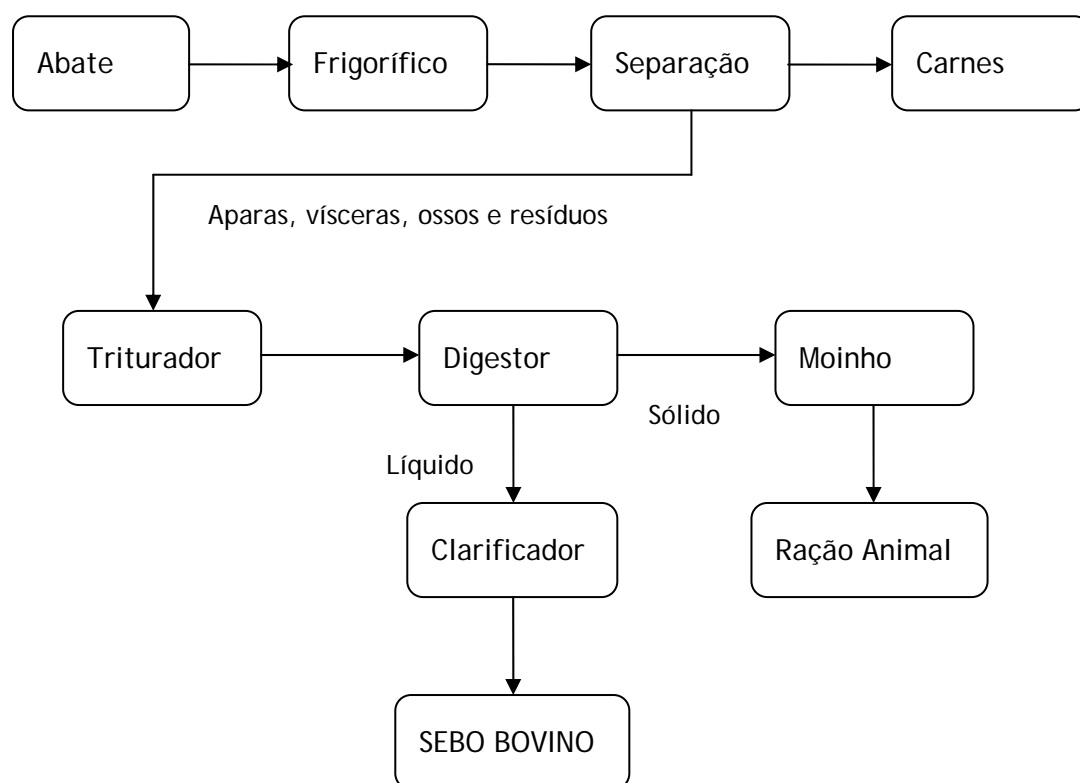 Abate
Frigorífico
Separação
Carnes
Aparas, vísceras, ossos e resíduos
Triturador
Digestor
Moinho
Sólido
Líquido
Clarificador
Ração Animal
SEBO BOVINO